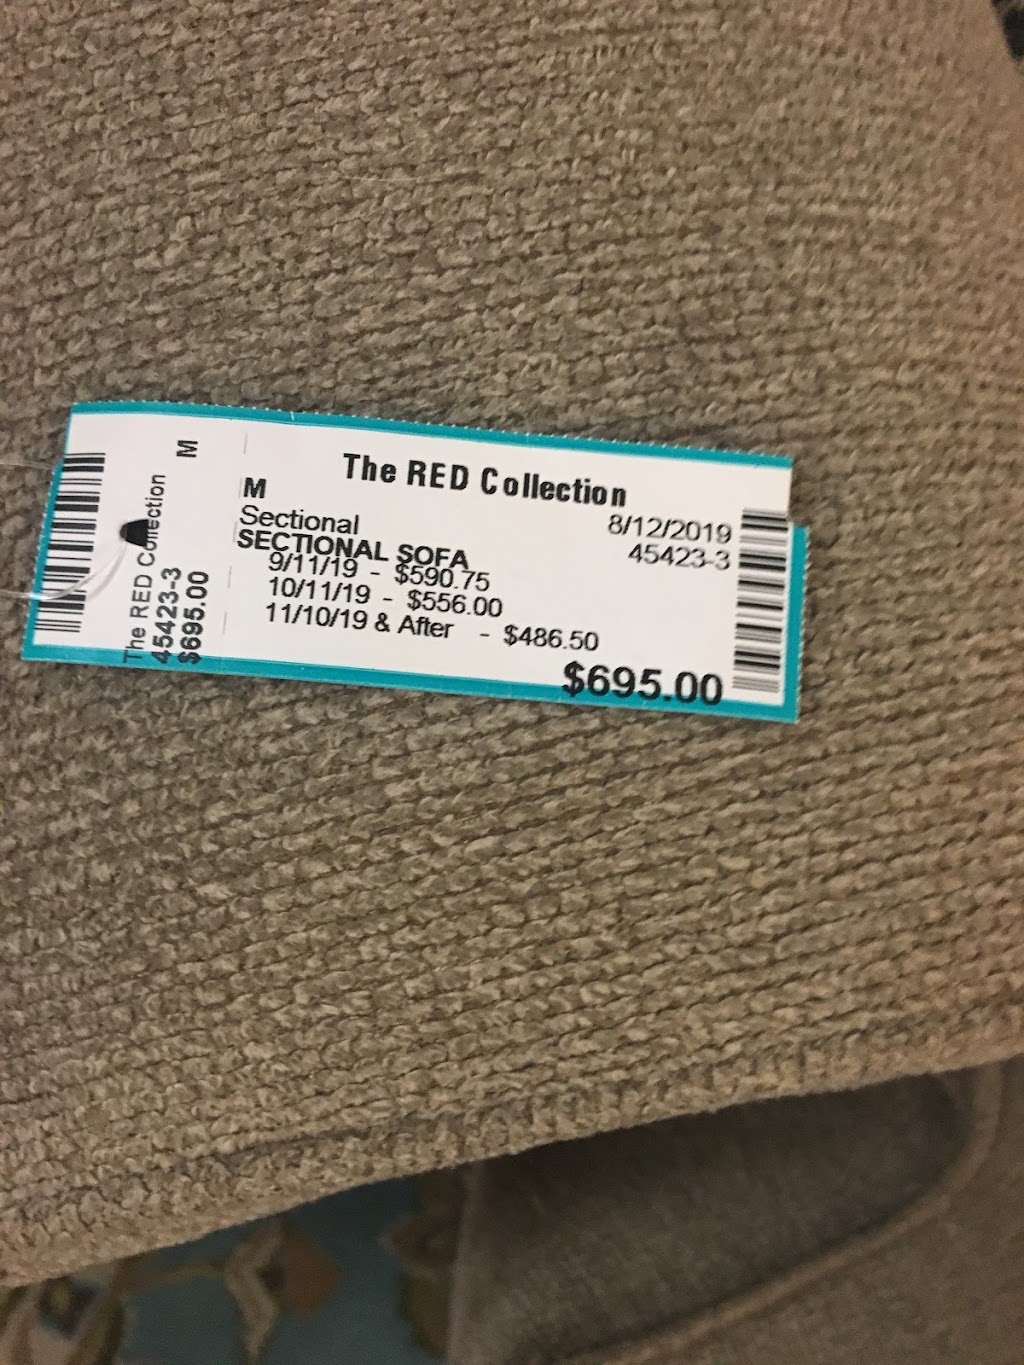 The RED Collection
45423-3
$695.00
M
The RED Collection
M
8/12/2019
Sectional
45423-3
SECTIONAL SOFA
9/11/19 - $590.75
10/11/19 - $556.00
11/10/19 & After - $486.50
$695.00